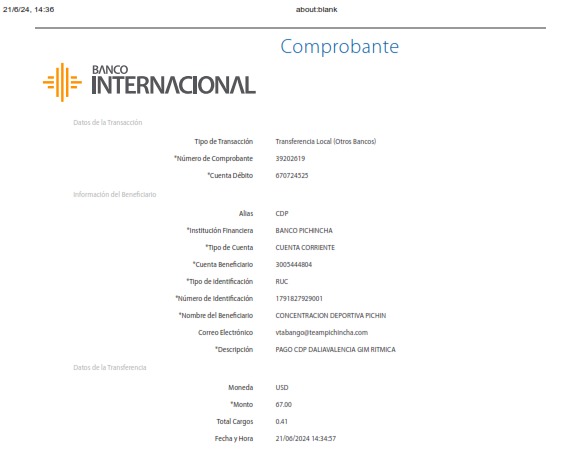 21/6/24, 14:36 about:blank
Comprobante
BANCO
INTERNACIONAL
Datos de la Transacción
Tipo de Transacción Transferencia Local (Otros Bancos)
*Número de Comprobante 39202619
*Cuenta Débito 670724525
Información del Beneficiario
Alias CDP
*Institución Financiera BANCO PICHINCHA
*Tipo de Cuenta CUENTA CORRIENTE
*Cuenta Beneficiario 3005444804
*Tipo de Identificación RUC
*Número de Identificación 1791827929001
*Nombre del Beneficiario CONCENTRACION DEPORTIVA PICHIN
Correo Electrónico vtabango@teampichincha.com
*Descripción PAGO CDP DALIAVALENCIA GIM RITMICA
Datos de la Transferencia
Moneda USD
*Monto 67.00
Total Cargos 0.41
Fecha y Hora 21/06/2024 14:34:57